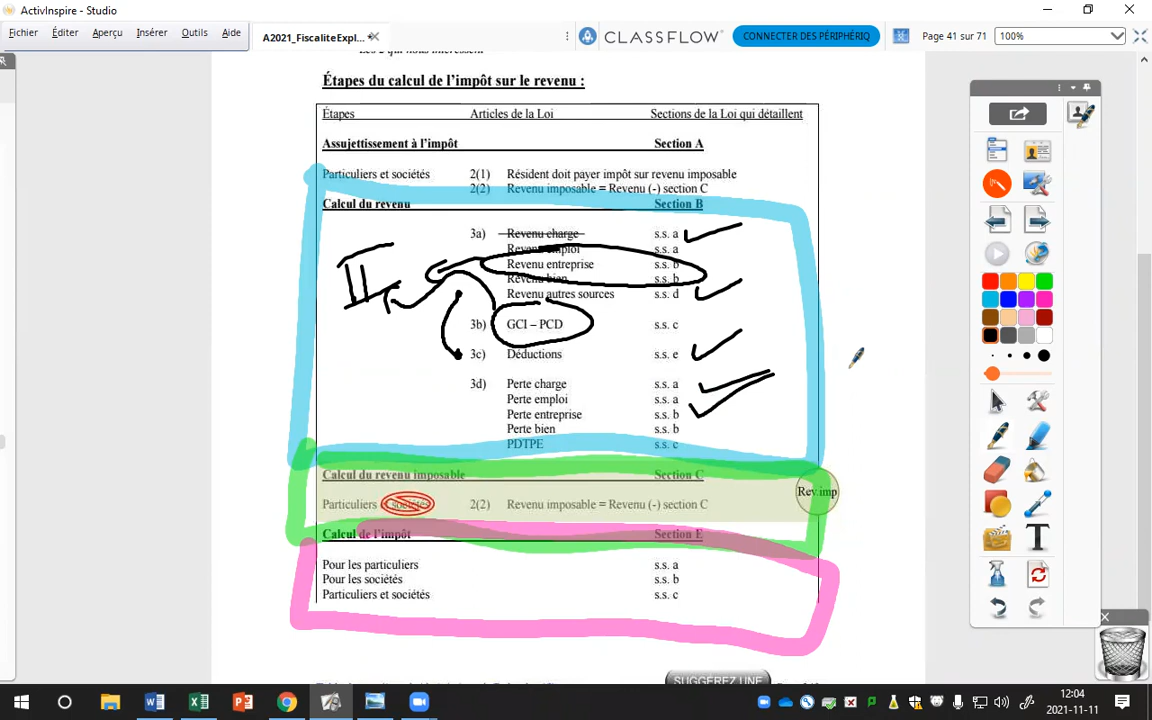 ActivInspire - Studio
Fichier Éditer Aperçu Insérer Outils Aide A2021_FiscaliteExpl... CLASSFLOW CONNECTER DES PÉRIPHÉRIQ Page 41 sur 71 100%
Les 2 qui nous intéressent
Étapes du calcul de l'impôt sur le revenu :
Étapes Articles de la Loi Sections de la Loi qui détaillent
Assujettissement à l'impôt Section A
Particuliers et sociétés 2(1) Résident doit payer impôt sur revenu imposable
2(2) Revenu imposable = Revenu (-) section C
Calcul du revenu Section B
3a) Revenu charge s.s. a
Revenu emploi s.s. a
Revenu entreprise s.s. b
Revenu bien s.s. b
Revenu autres sources s.s. d
II
3b) GCI – PCD s.s. c
3c) Déductions s.s. e
3d) Perte charge s.s. a
Perte emploi s.s. a
Perte entreprise s.s. b
Perte bien s.s. b
PDTPE s.s. c
Calcul du revenu imposable Section C
Rev.imp
Particuliers sociétés 2(2) Revenu imposable = Revenu (-) section C
Calcul de l'impôt Section E
Pour les particuliers s.s. a
Pour les sociétés s.s. b
Particuliers et sociétés s.s. c
SUGGÉREZ UNE
12:04
2021-11-11